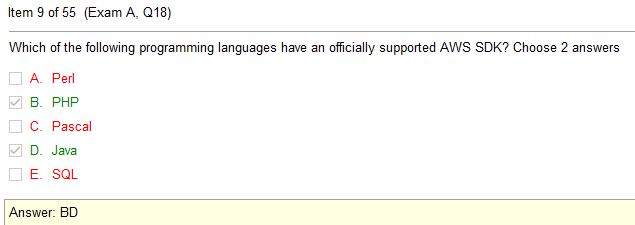 Item 9 of 55 (Exam A, Q18)
Which of the following programming languages have an officially supported AWS SDK? Choose 2 answers
A. Perl
B. PHP
C. Pascal
D. Java
E. SQL
Answer: BD